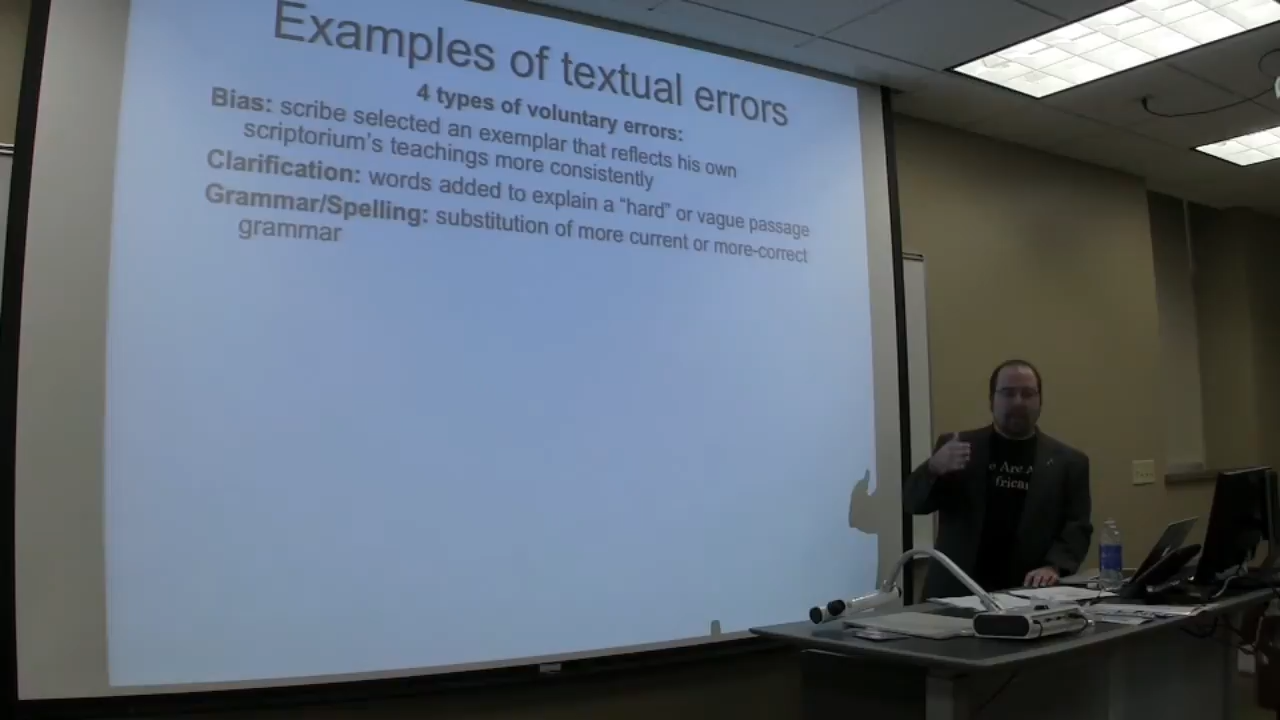 Examples of textual errors
4 types of voluntary errors:
Bias: scribe selected an exemplar that reflects his own
scriptorium's teachings more consistently
Clarification: words added to explain a "hard" or vague passage
Grammar/Spelling: substitution of more current or more-correct
grammar
e Are A
frican